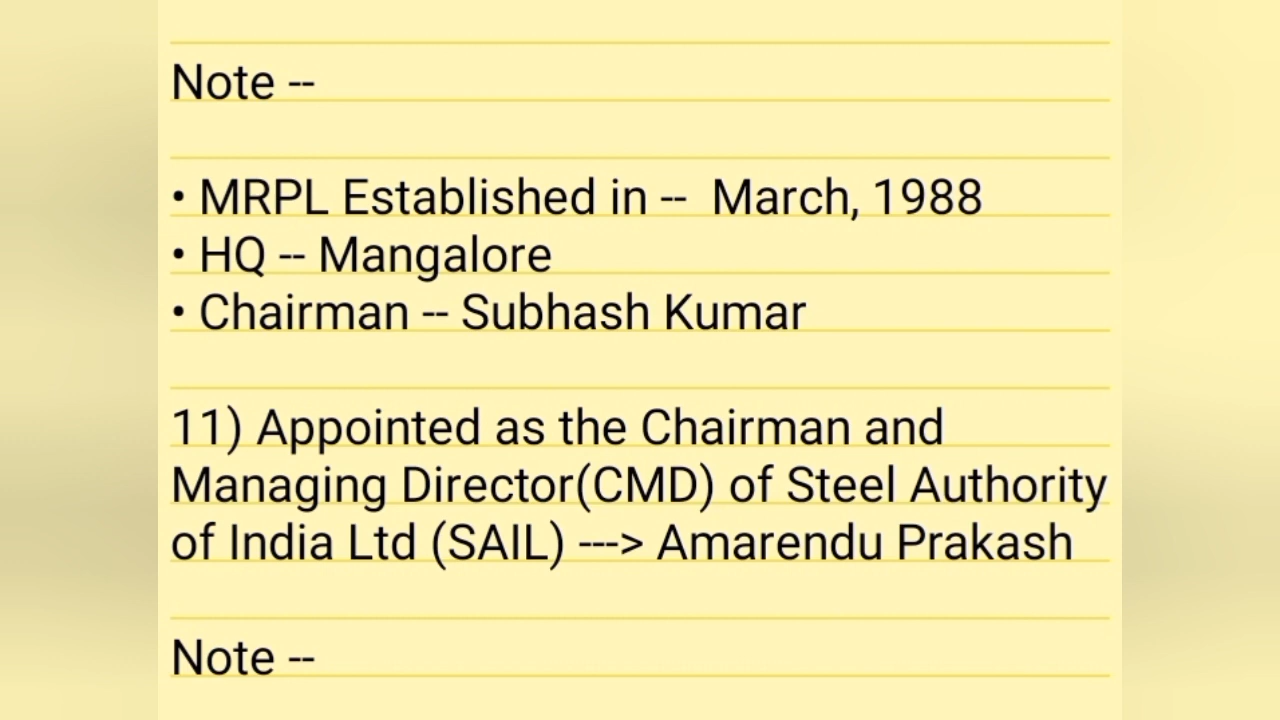 Note --
• MRPL Established in -- March, 1988
• HQ -- Mangalore
• Chairman -- Subhash Kumar
11) Appointed as the Chairman and
Managing Director(CMD) of Steel Authority
of India Ltd (SAIL) ---> Amarendu Prakash
Note --